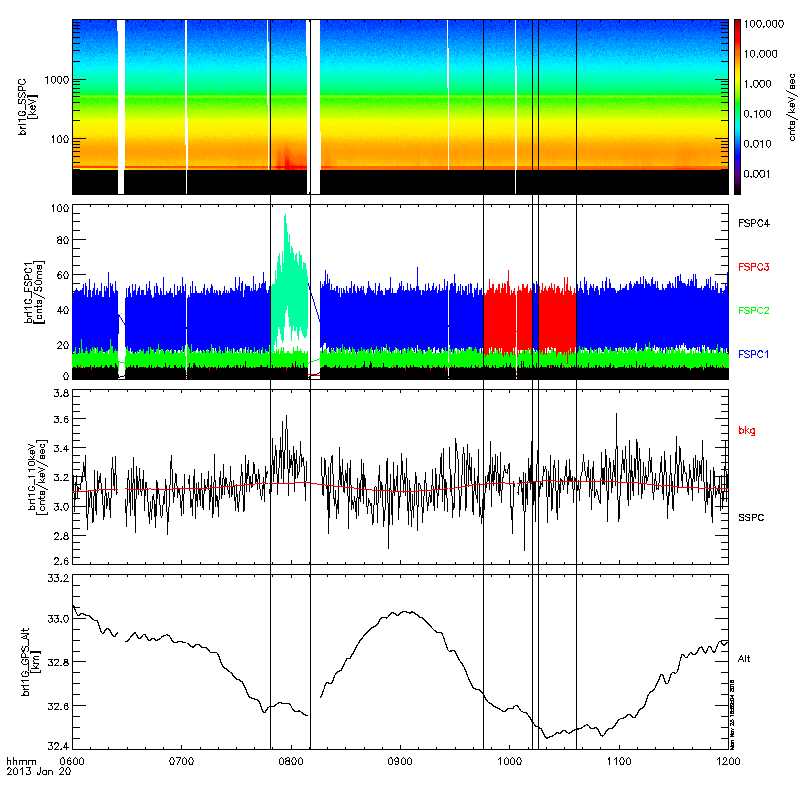 brl1G_SSPC
[keV]
1000
100
100.000
10.000
1.000
0.100
0.010
0.001
cnts/keV/sec
brl1G_FSPC1
[cnts/50ms]
100
80
60
40
20
0
FSPC4
FSPC3
FSPC2
FSPC1
brl1G_110keV
[cnts/keV/sec]
3.8
3.6
3.4
3.2
3.0
2.8
2.6
bkg
SSPC
brl1G_GPS_Alt
[km]
33.2
33.0
32.8
32.6
32.4
Alt
hhmm
0600 0700 0800 0900 1000 1100 1200
2013 Jan 20